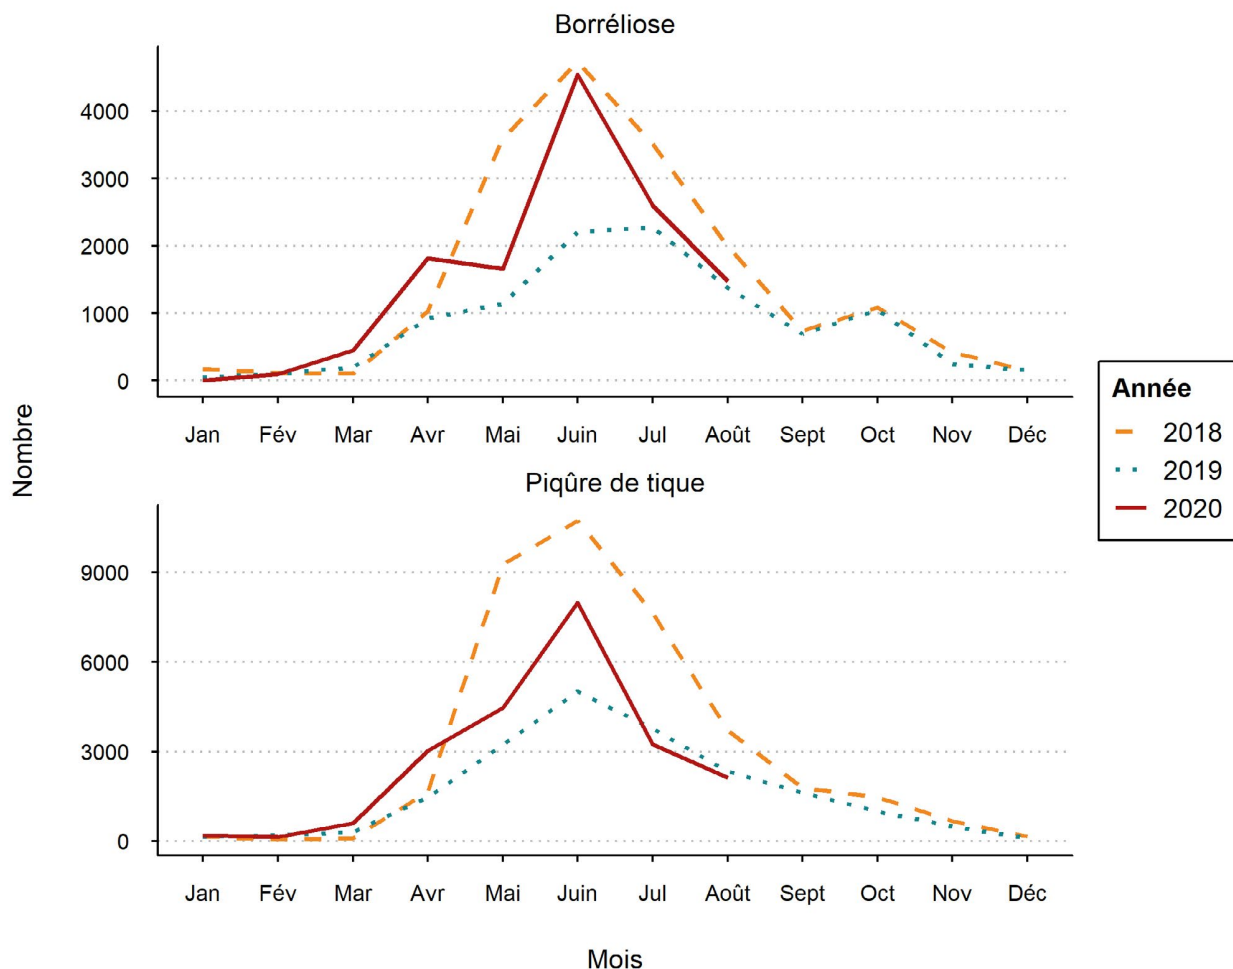 Borréliose
4000
3000
2000
1000
0
Jan Fév Mar Avr Mai Juin Jul Août Sept Oct Nov Déc
Nombre
Piqûre de tique
9000
6000
3000
0
Jan Fév Mar Avr Mai Juin Jul Août Sept Oct Nov Déc
Mois
Année
2018
2019
2020